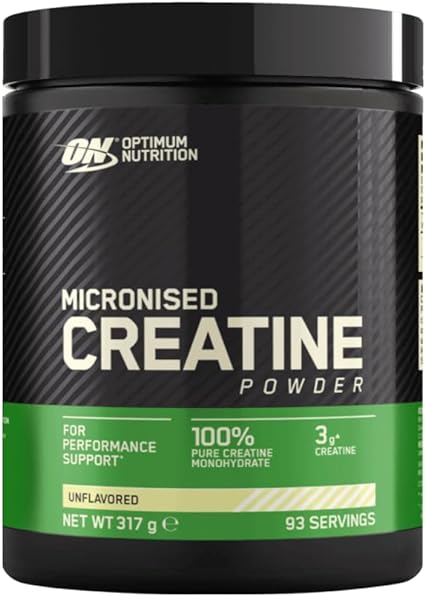 ON® OPTIMUM
NUTRITION
MICRONISED
CREATINE
POWDER
FOR
PERFORMANCE
SUPPORT*
100%
PURE CREATINE
MONOHYDRATE
3g▲
CREATINE
UNFLAVORED
NET WT 317 g ℮
93 SERVINGS